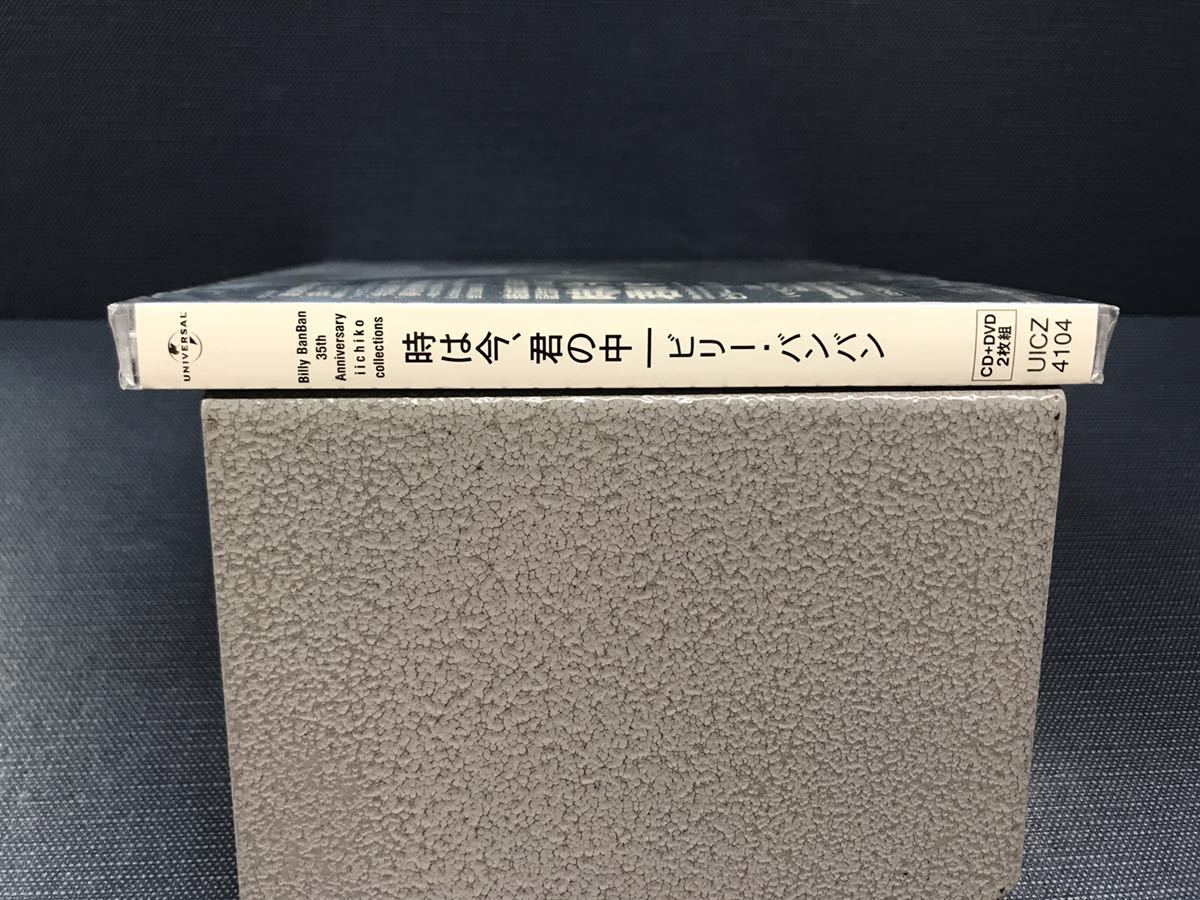 UNIVERSAL
Billy BanBan
35th
Anniversary
iichiko
collections
時は今、君の中 ビリー・バンバン
CD+DVD
2枚組
UICZ
4104